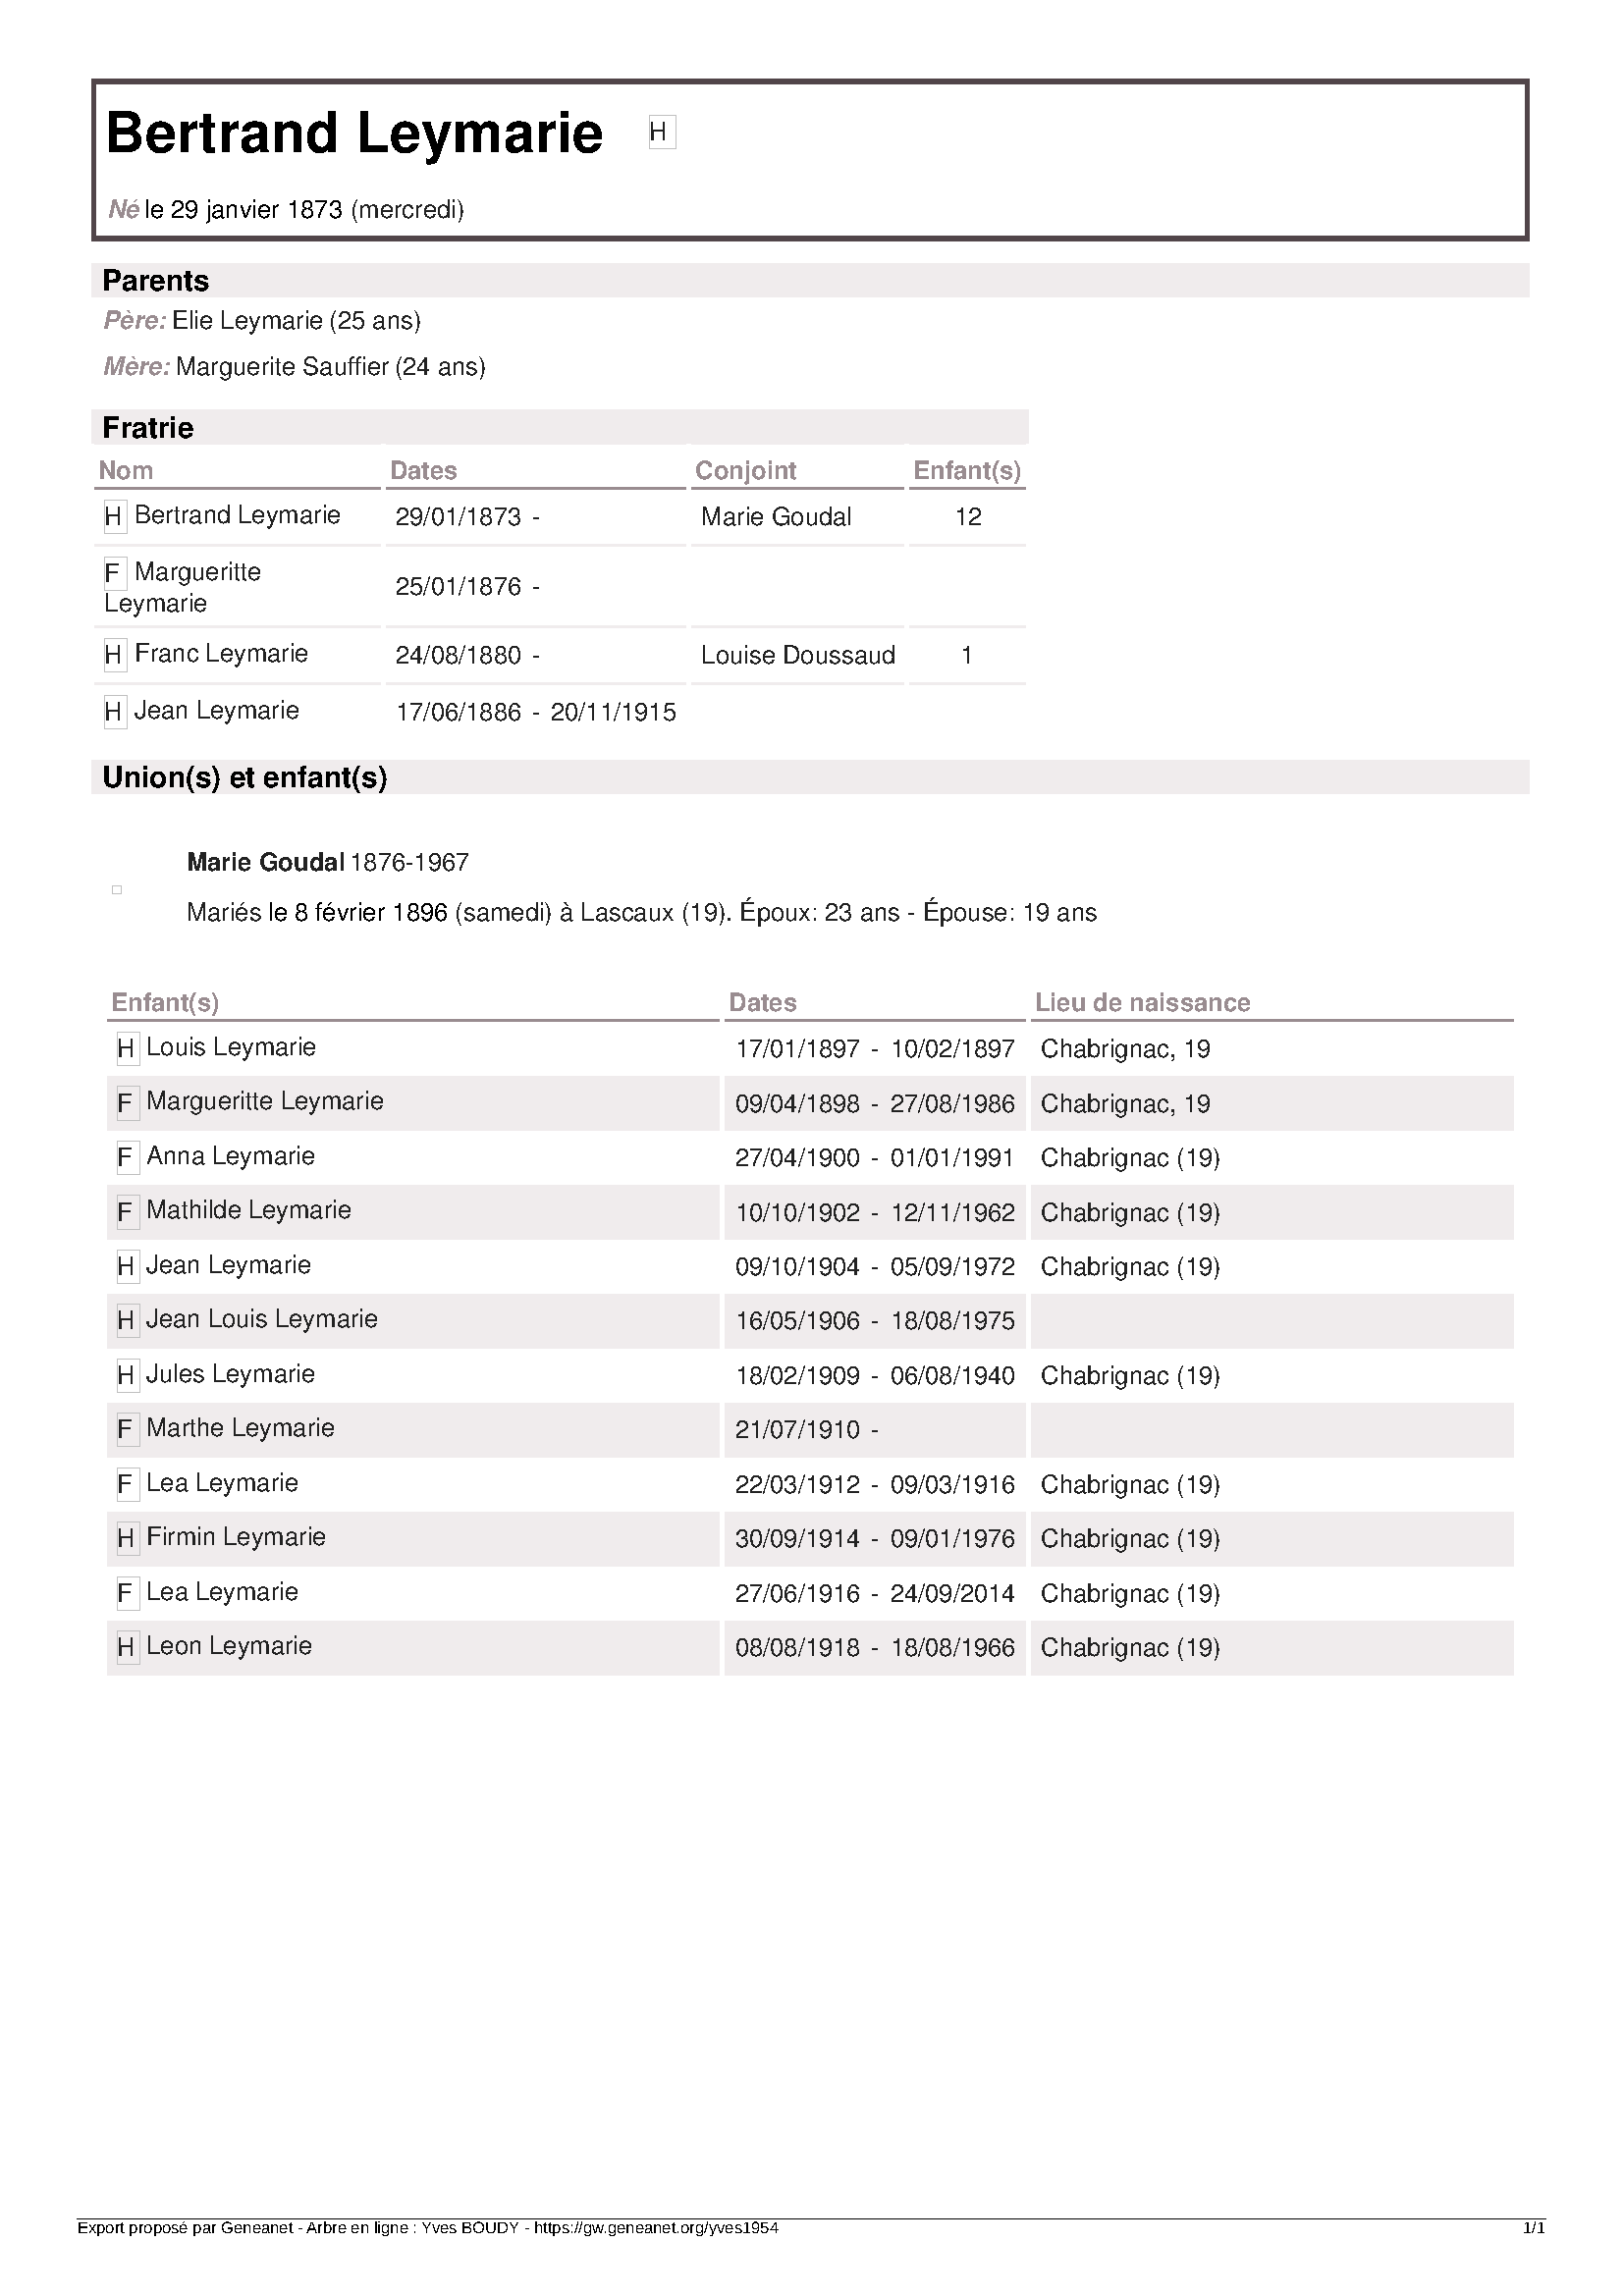 Bertrand Leymarie H
Né le 29 janvier 1873 (mercredi)
Parents
Père: Elie Leymarie (25 ans)
Mère: Marguerite Sauffier (24 ans)
Fratrie
Nom Dates Conjoint Enfant(s)
H Bertrand Leymarie 29/01/1873 - Marie Goudal 12
F Margueritte
Leymarie 25/01/1876 -
H Franc Leymarie 24/08/1880 - Louise Doussaud 1
H Jean Leymarie 17/06/1886 - 20/11/1915
Union(s) et enfant(s)
Marie Goudal 1876-1967
Mariés le 8 février 1896 (samedi) à Lascaux (19). Époux: 23 ans - Épouse: 19 ans
Enfant(s) Dates Lieu de naissance
H Louis Leymarie 17/01/1897 - 10/02/1897 Chabrignac, 19
F Margueritte Leymarie 09/04/1898 - 27/08/1986 Chabrignac, 19
F Anna Leymarie 27/04/1900 - 01/01/1991 Chabrignac (19)
F Mathilde Leymarie 10/10/1902 - 12/11/1962 Chabrignac (19)
H Jean Leymarie 09/10/1904 - 05/09/1972 Chabrignac (19)
H Jean Louis Leymarie 16/05/1906 - 18/08/1975
H Jules Leymarie 18/02/1909 - 06/08/1940 Chabrignac (19)
F Marthe Leymarie 21/07/1910 -
F Lea Leymarie 22/03/1912 - 09/03/1916 Chabrignac (19)
H Firmin Leymarie 30/09/1914 - 09/01/1976 Chabrignac (19)
F Lea Leymarie 27/06/1916 - 24/09/2014 Chabrignac (19)
H Leon Leymarie 08/08/1918 - 18/08/1966 Chabrignac (19)
Export proposé par Geneanet - Arbre en ligne : Yves BOUDY - https://gw.geneanet.org/yves1954 1/1